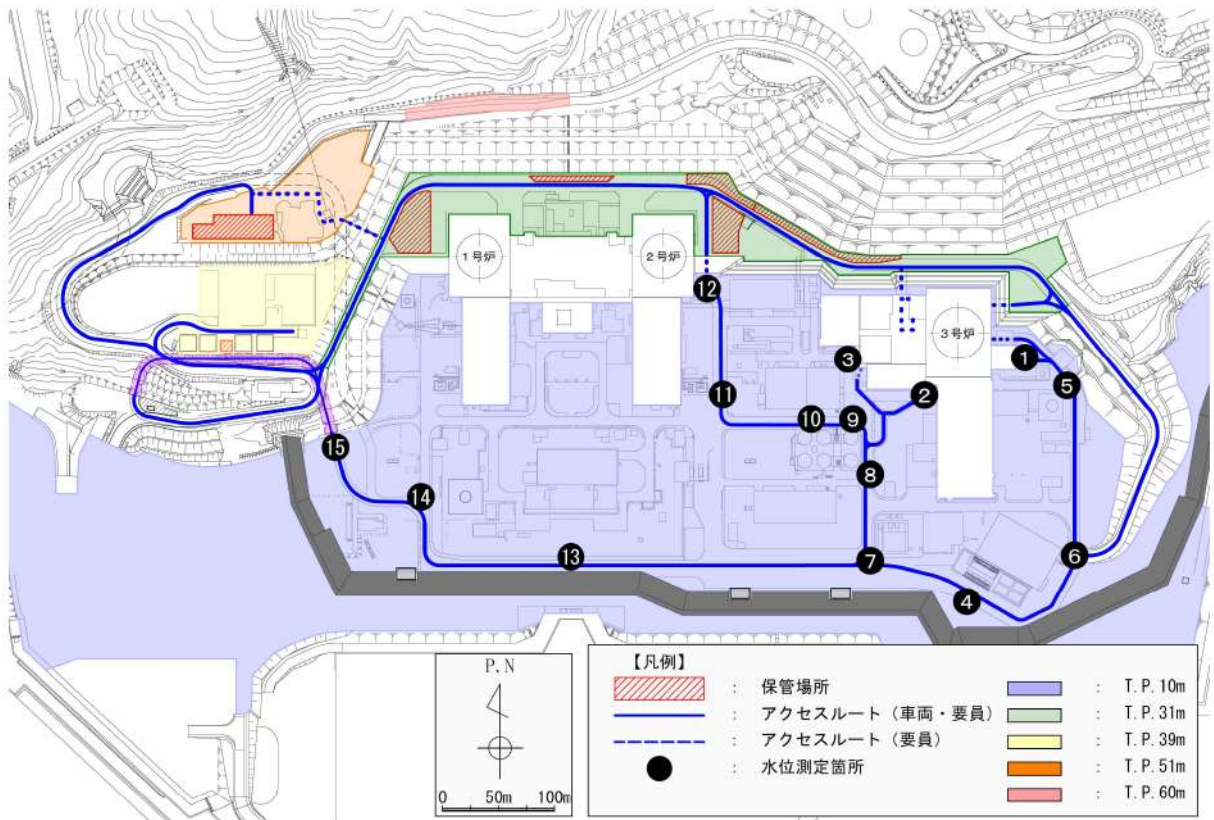 1号炉
2号炉
3号炉
12
3
1
5
2
11
10
9
8
15
14
13
7
6
4
P.N
0 50m 100m
【凡例】
: 保管場所
: アクセスルート（車両・要員）
: アクセスルート（要員）
: 水位測定箇所
: T.P.10m
: T.P.31m
: T.P.39m
: T.P.51m
: T.P.60m